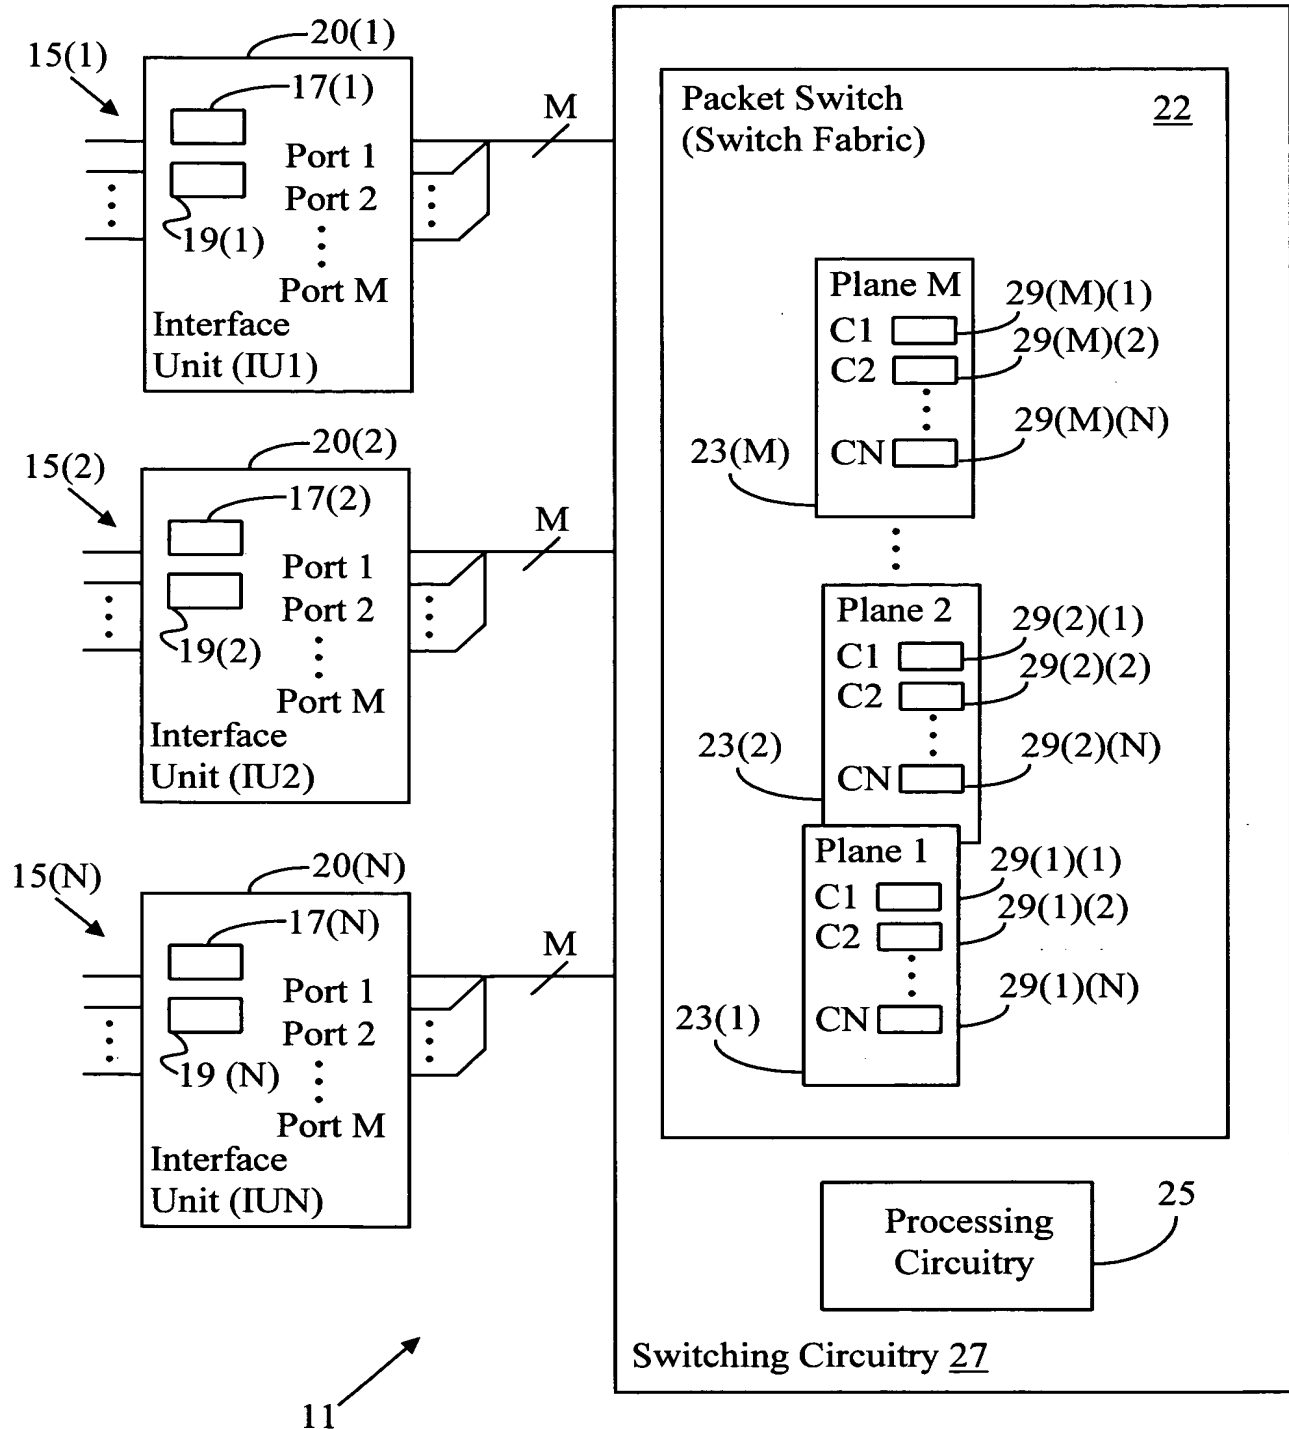 20(1)
15(1)
17(1)
Port 1
Port 2
19(1)
Port M
Interface
Unit (IU1)
M
20(2)
15(2)
17(2)
Port 1
Port 2
19(2)
Port M
Interface
Unit (IU2)
M
20(N)
15(N)
17(N)
Port 1
Port 2
19 (N)
Port M
Interface
Unit (IUN)
M
11
Packet Switch
(Switch Fabric)
22
Plane M
C1
29(M)(1)
C2
29(M)(2)
CN
29(M)(N)
23(M)
Plane 2
C1
29(2)(1)
C2
29(2)(2)
CN
29(2)(N)
23(2)
Plane 1
C1
29(1)(1)
C2
29(1)(2)
CN
29(1)(N)
23(1)
Processing
Circuitry
25
Switching Circuitry 27